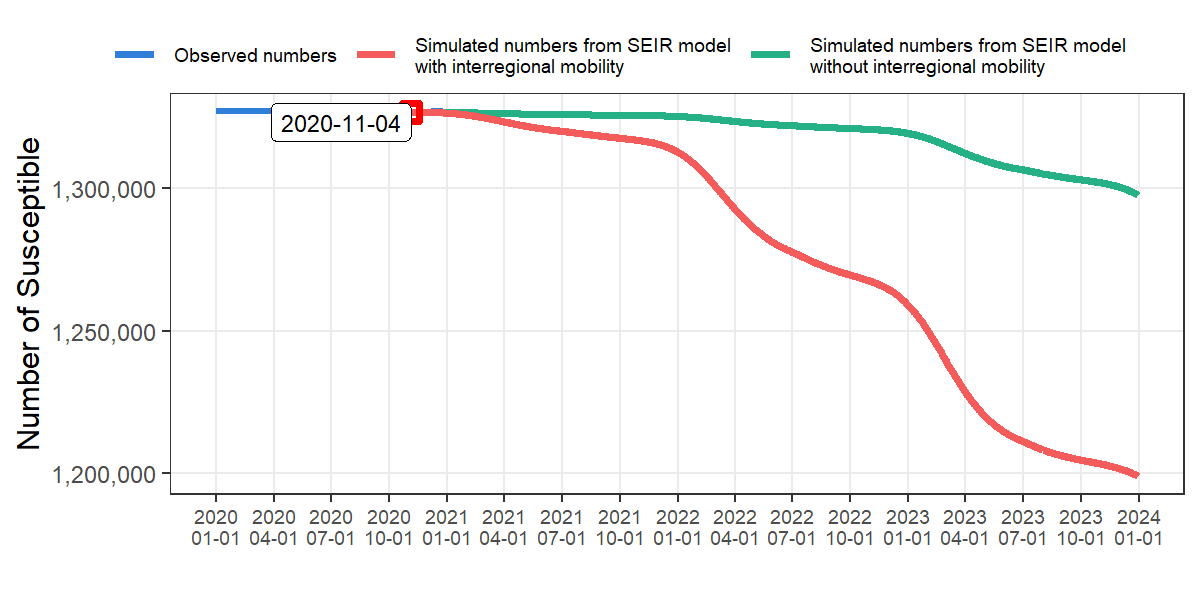 Observed numbers
Simulated numbers from SEIR model
with interregional mobility
Simulated numbers from SEIR model
without interregional mobility
2020-11-04
Number of Susceptible
1,300,000
1,250,000
1,200,000
2020 2020 2020 2020 2021 2021 2021 2021 2022 2022 2022 2022 2023 2023 2023 2023 2024
01-01 04-01 07-01 10-01 01-01 04-01 07-01 10-01 01-01 04-01 07-01 10-01 01-01 04-01 07-01 10-01 01-01